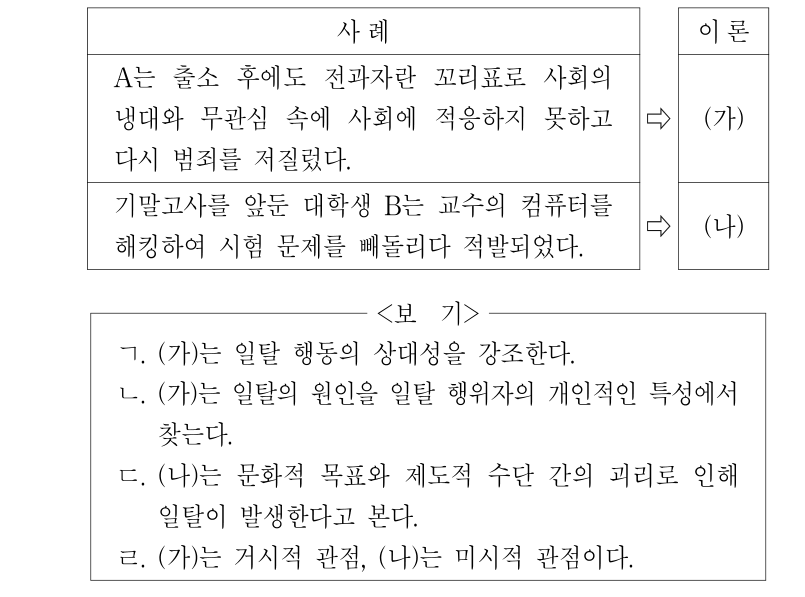 사 례
이 론
A는 출소 후에도 전과자란 꼬리표로 사회의
냉대와 무관심 속에 사회에 적응하지 못하고
다시 범죄를 저질렀다.
⇨ (가)
기말고사를 앞둔 대학생 B는 교수의 컴퓨터를
해킹하여 시험 문제를 빼돌리다 적발되었다.
⇨ (나)
<보 기>
ㄱ. (가)는 일탈 행동의 상대성을 강조한다.
ㄴ. (가)는 일탈의 원인을 일탈 행위자의 개인적인 특성에서
찾는다.
ㄷ. (나)는 문화적 목표와 제도적 수단 간의 괴리로 인해
일탈이 발생한다고 본다.
ㄹ. (가)는 거시적 관점, (나)는 미시적 관점이다.